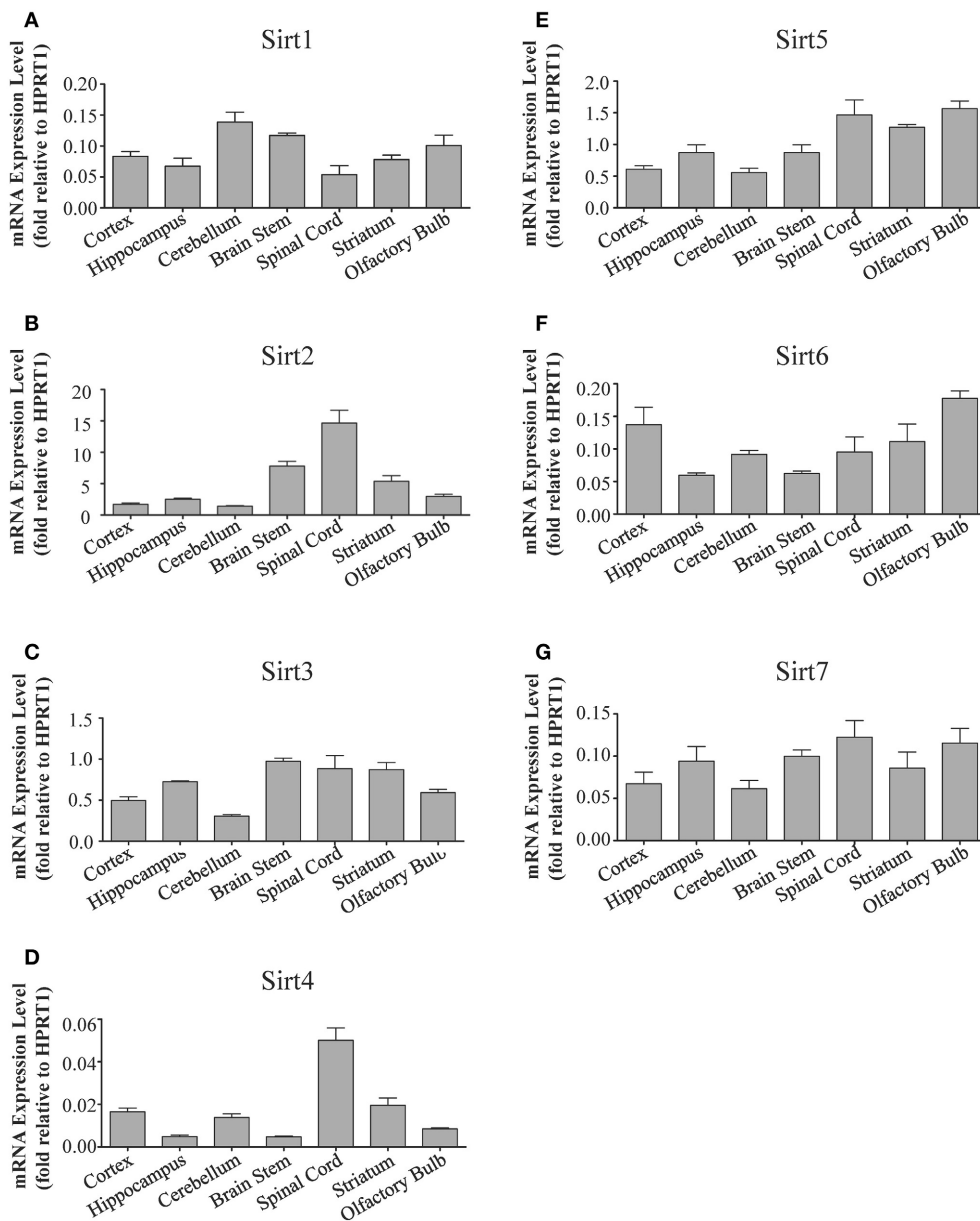 A
Sirt1
mRNA Expression Level
(fold relative to HPRT1)
0.20
0.15
0.10
0.05
0.00
Cortex
Hippocampus
Cerebellum
Brain Stem
Spinal Cord
Striatum
Olfactory Bulb
B
Sirt2
mRNA Expression Level
(fold relative to HPRT1)
20
15
10
5
0
Cortex
Hippocampus
Cerebellum
Brain Stem
Spinal Cord
Striatum
Olfactory Bulb
C
Sirt3
mRNA Expression Level
(fold relative to HPRT1)
1.5
1.0
0.5
0.0
Cortex
Hippocampus
Cerebellum
Brain Stem
Spinal Cord
Striatum
Olfactory Bulb
D
Sirt4
mRNA Expression Level
(fold relative to HPRT1)
0.06
0.04
0.02
0.00
Cortex
Hippocampus
Cerebellum
Brain Stem
Spinal Cord
Striatum
Olfactory Bulb
E
Sirt5
mRNA Expression Level
(fold relative to HPRT1)
2.0
1.5
1.0
0.5
0.0
Cortex
Hippocampus
Cerebellum
Brain Stem
Spinal Cord
Striatum
Olfactory Bulb
F
Sirt6
mRNA Expression Level
(fold relative to HPRT1)
0.20
0.15
0.10
0.05
0.00
Cortex
Hippocampus
Cerebellum
Brain Stem
Spinal Cord
Striatum
Olfactory Bulb
G
Sirt7
mRNA Expression Level
(fold relative to HPRT1)
0.15
0.10
0.05
0.00
Cortex
Hippocampus
Cerebellum
Brain Stem
Spinal Cord
Striatum
Olfactory Bulb